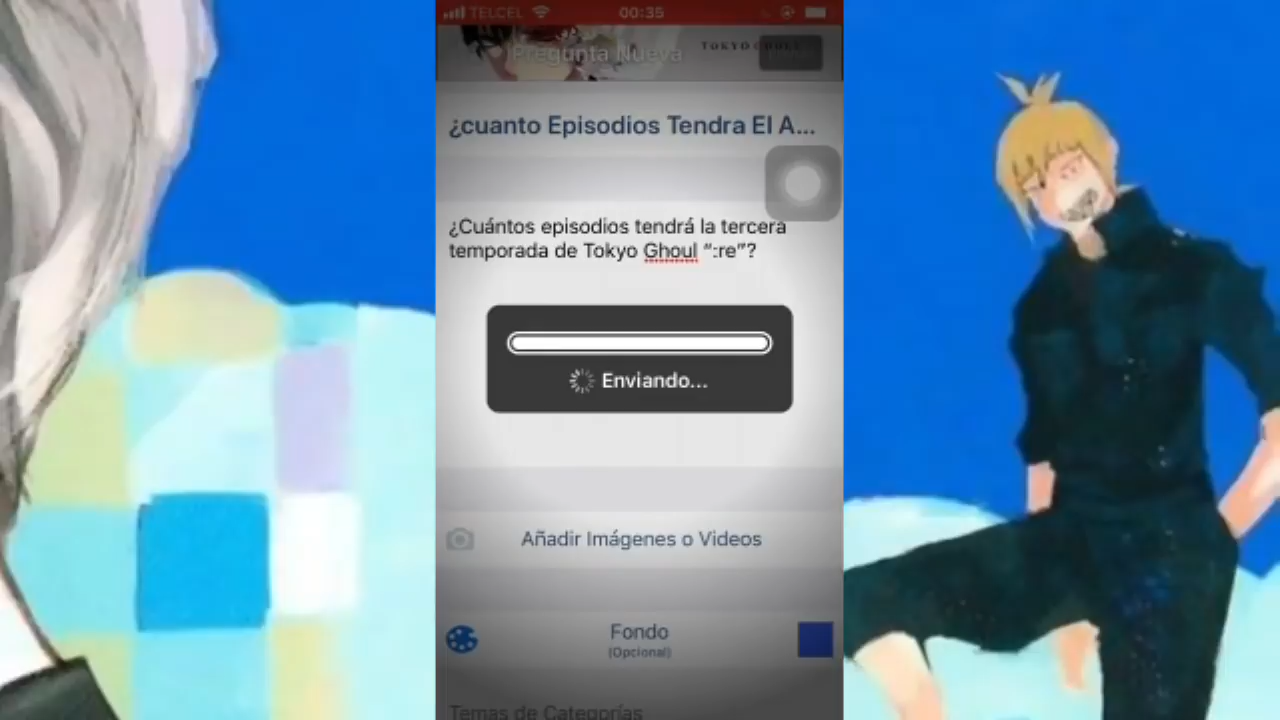 TELCEL 00:35
Pregunta Nueva
TOKYO GHOUL
¿cuanto Episodios Tendra El A...
¿Cuántos episodios tendrá la tercera
temporada de Tokyo Ghoul “:re”?
Enviando...
Añadir Imágenes o Videos
Fondo
(Opcional)
Temas de Categorías